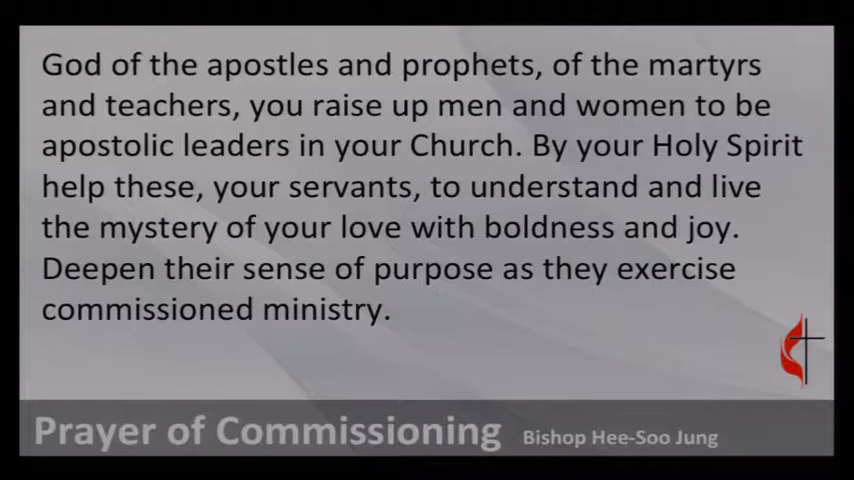 God of the apostles and prophets, of the martyrs
and teachers, you raise up men and women to be
apostolic leaders in your Church. By your Holy Spirit
help these, your servants, to understand and live
the mystery of your love with boldness and joy.
Deepen their sense of purpose as they exercise
commissioned ministry.
Prayer of Commissioning Bishop Hee-Soo Jung